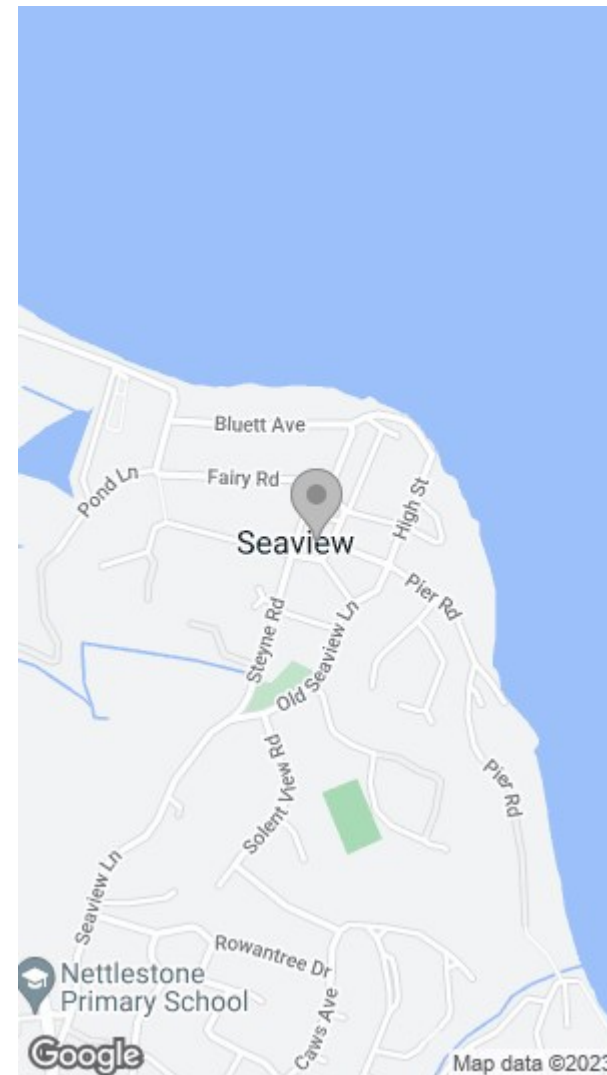 Bluett Ave
Fairy Rd
Pond Ln
High St
Seaview
Pier Rd
Steyne Rd
Old Seaview Ln
Solent View Rd
Pier Rd
Seaview Ln
Rowantree Dr
Caws Ave
Nettlestone
Primary School
Google
Map data ©2023